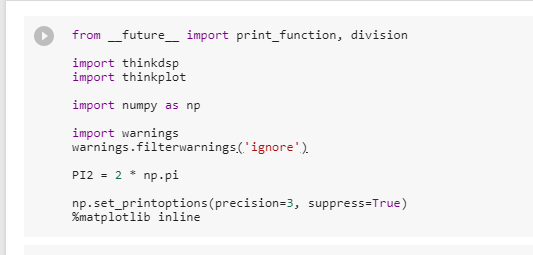 from __future__ import print_function, division
import thinkdsp
import thinkplot
import numpy as np
import warnings
warnings.filterwarnings('ignore')
PI2 = 2 * np.pi
np.set_printoptions(precision=3, suppress=True)
%matplotlib inline